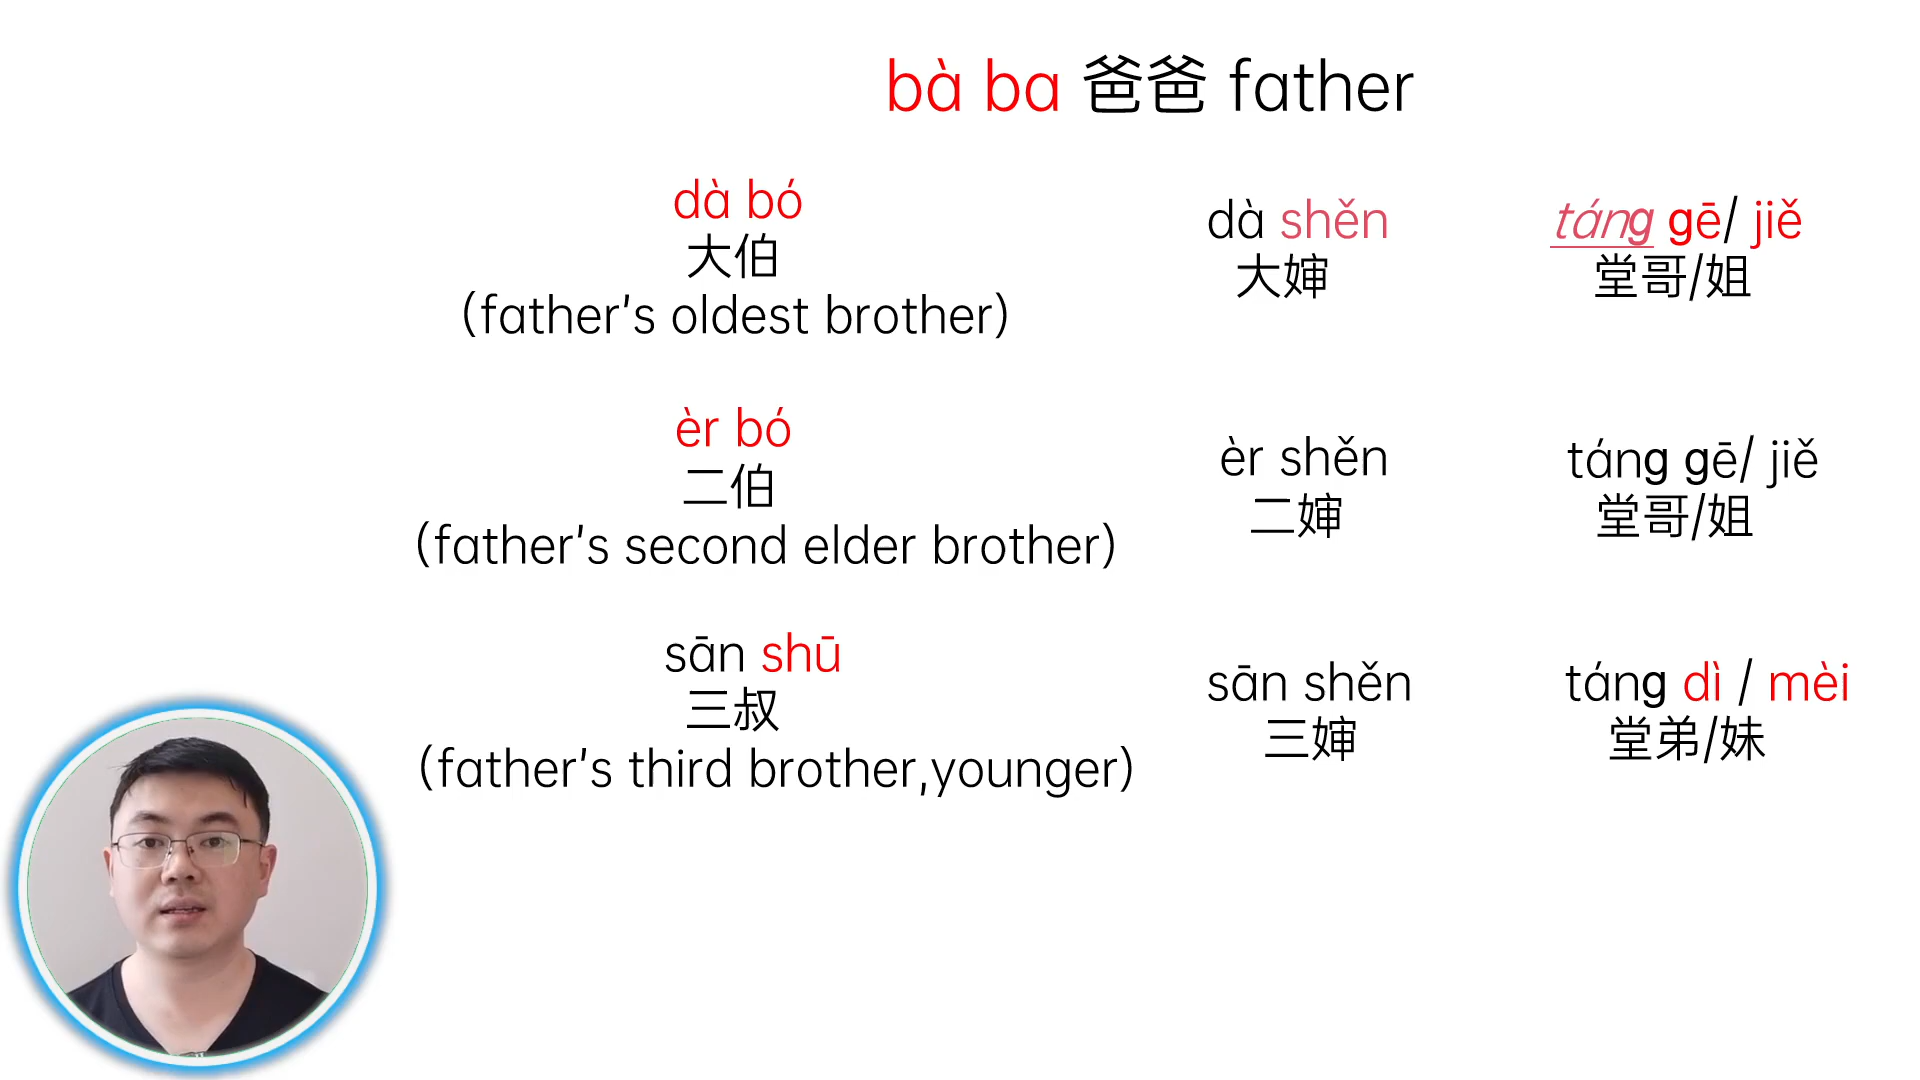 bà ba 爸爸 father
dà bó
大伯
(father's oldest brother)
dà shěn
大婶
táng gē/ jiě
堂哥/姐
èr bó
二伯
(father's second elder brother)
èr shěn
二婶
táng gē/ jiě
堂哥/姐
sān shū
三叔
(father's third brother,younger)
sān shěn
三婶
táng dì / mèi
堂弟/妹